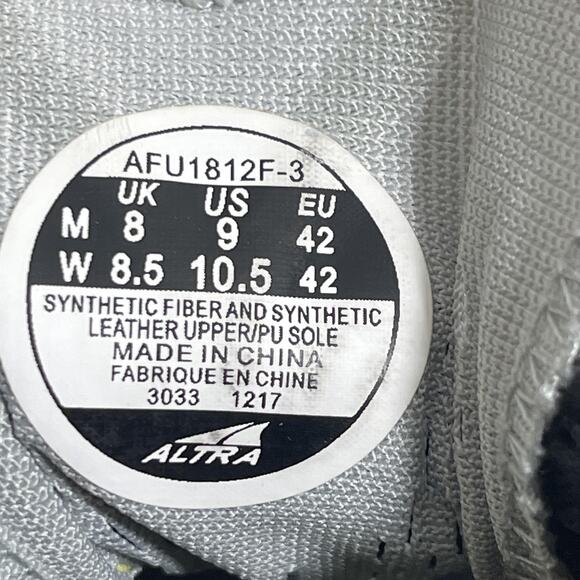 AFU1812F-3
UK US EU
M 8 9 42
W 8.5 10.5 42
SYNTHETIC FIBER AND SYNTHETIC
LEATHER UPPER/PU SOLE
MADE IN CHINA
FABRIQUE EN CHINE
3033 1217
ALTRA